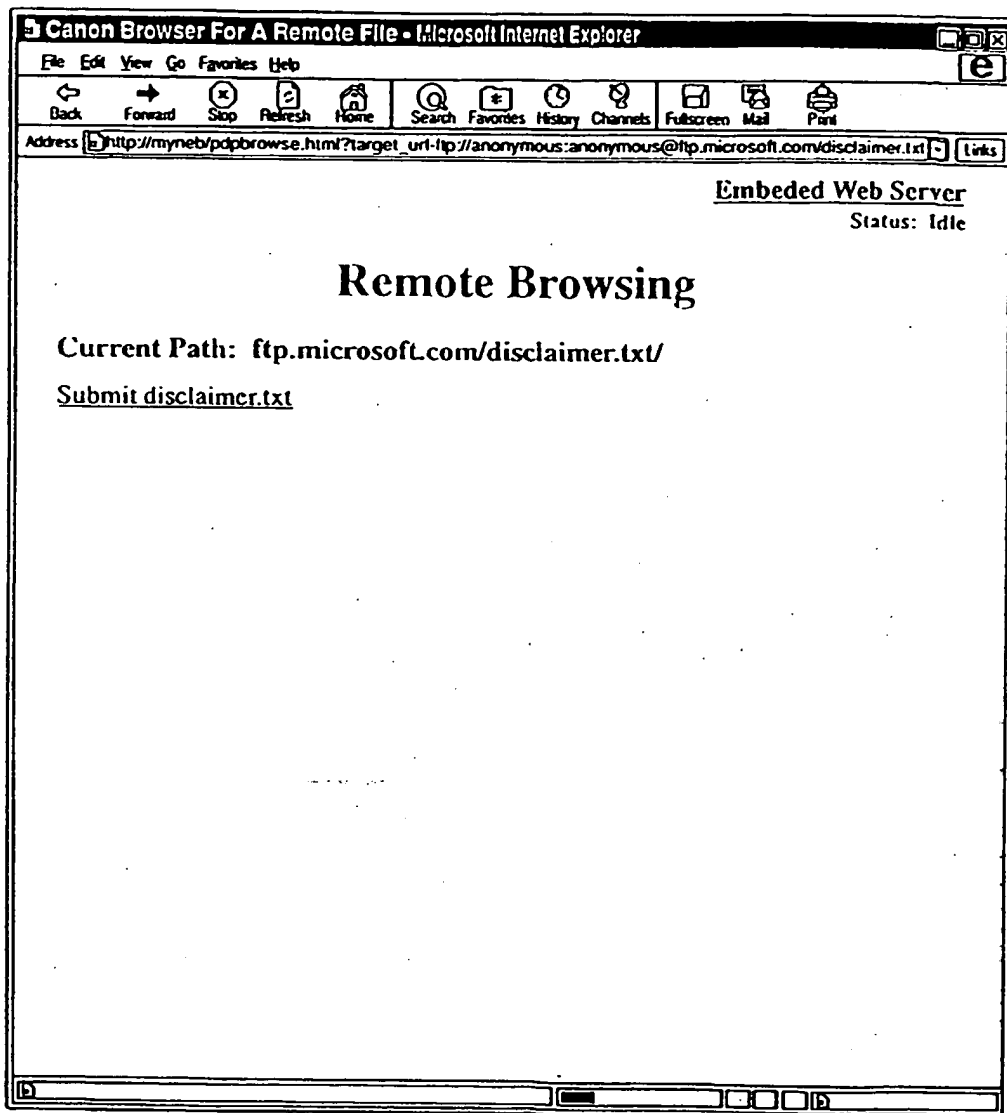 Canon Browser For A Remote File - Microsoft Internet Explorer
File Edit View Go Favorites Help
Back Forward Stop Refresh Home Search Favorites History Channels Fullscreen Mail Print
Address http://myneb/pdpbrowse.html?target_url-ftp://anonymous:anonymous@ftp.microsoft.com/disclaimer.txt Links
Embeded Web Server
Status: Idle
Remote Browsing
Current Path: ftp.microsoft.com/disclaimer.txt/
Submit disclaimer.txt